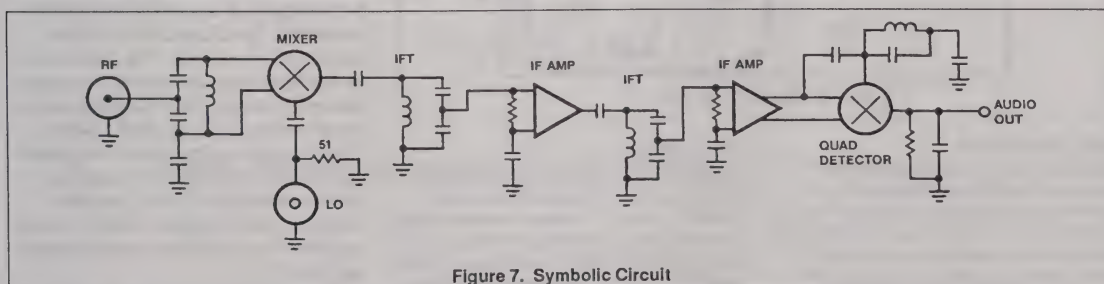 RF
MIXER
51
LO
IFT
IF AMP
IFT
IF AMP
QUAD
DETECTOR
AUDIO
OUT
Figure 7. Symbolic Circuit